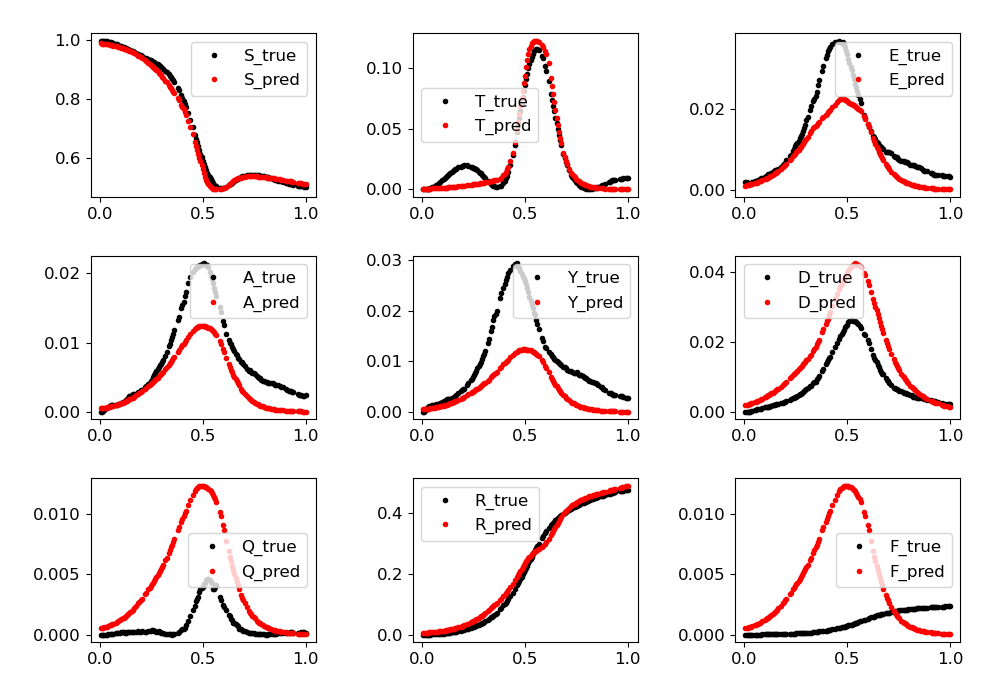 1.0
0.8
0.6
0.0 0.5 1.0
S_true
S_pred
0.10
0.05
0.00
0.0 0.5 1.0
T_true
T_pred
0.02
0.00
0.0 0.5 1.0
E_true
E_pred
0.02
0.01
0.00
0.0 0.5 1.0
A_true
A_pred
0.03
0.02
0.01
0.00
0.0 0.5 1.0
Y_true
Y_pred
0.04
0.02
0.00
0.0 0.5 1.0
D_true
D_pred
0.010
0.005
0.000
0.0 0.5 1.0
Q_true
Q_pred
0.4
0.2
0.0
0.0 0.5 1.0
R_true
R_pred
0.010
0.005
0.000
0.0 0.5 1.0
F_true
F_pred